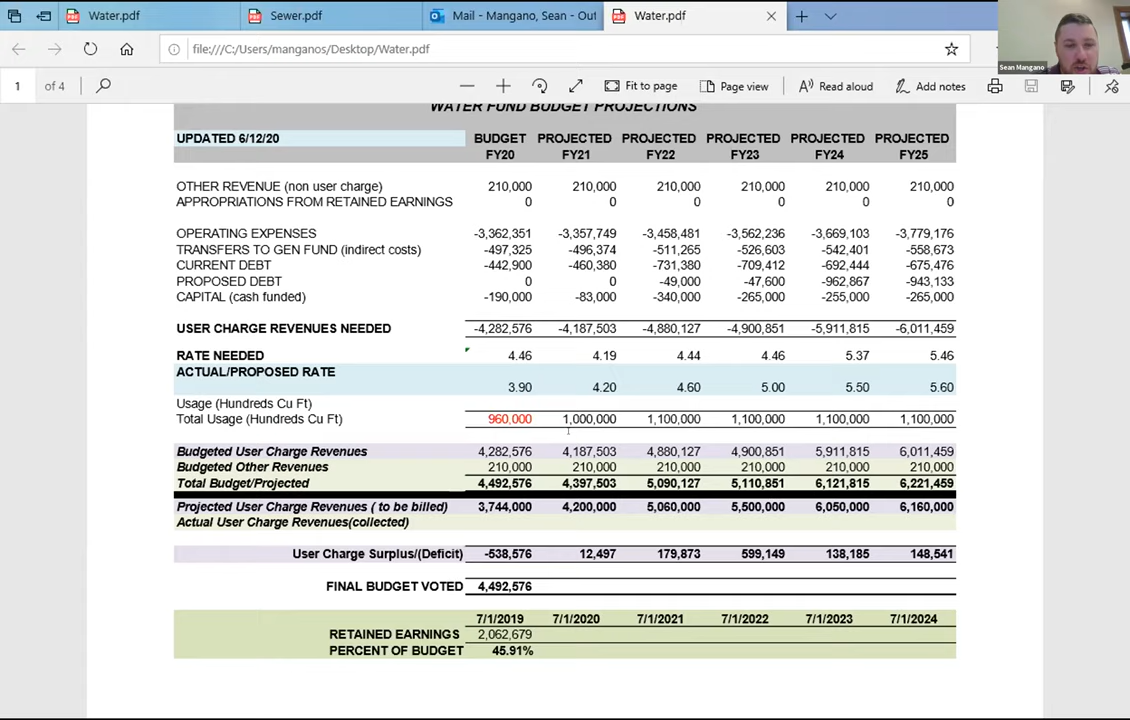 Water.pdf Sewer.pdf Mail - Mangano, Sean - Out Water.pdf
file:///C:/Users/manganos/Desktop/Water.pdf
Sean Mangano
1 of 4 Fit to page Page view Read aloud Add notes
WATER FUND BUDGET PROJECTIONS
UPDATED 6/12/20 BUDGET PROJECTED PROJECTED PROJECTED PROJECTED PROJECTED
FY20 FY21 FY22 FY23 FY24 FY25
OTHER REVENUE (non user charge) 210,000 210,000 210,000 210,000 210,000 210,000
APPROPRIATIONS FROM RETAINED EARNINGS 0 0 0 0 0 0
OPERATING EXPENSES -3,362,351 -3,357,749 -3,458,481 -3,562,236 -3,669,103 -3,779,176
TRANSFERS TO GEN FUND (indirect costs) -497,325 -496,374 -511,265 -526,603 -542,401 -558,673
CURRENT DEBT -442,900 -460,380 -731,380 -709,412 -692,444 -675,476
PROPOSED DEBT 0 0 -49,000 -47,600 -962,867 -943,133
CAPITAL (cash funded) -190,000 -83,000 -340,000 -265,000 -255,000 -265,000
USER CHARGE REVENUES NEEDED -4,282,576 -4,187,503 -4,880,127 -4,900,851 -5,911,815 -6,011,459
RATE NEEDED 4.46 4.19 4.44 4.46 5.37 5.46
ACTUAL/PROPOSED RATE
3.90 4.20 4.60 5.00 5.50 5.60
Usage (Hundreds Cu Ft)
Total Usage (Hundreds Cu Ft) 960,000 1,000,000 1,100,000 1,100,000 1,100,000 1,100,000
Budgeted User Charge Revenues 4,282,576 4,187,503 4,880,127 4,900,851 5,911,815 6,011,459
Budgeted Other Revenues 210,000 210,000 210,000 210,000 210,000 210,000
Total Budget/Projected 4,492,576 4,397,503 5,090,127 5,110,851 6,121,815 6,221,459
Projected User Charge Revenues ( to be billed) 3,744,000 4,200,000 5,060,000 5,500,000 6,050,000 6,160,000
Actual User Charge Revenues(collected)
User Charge Surplus/(Deficit) -538,576 12,497 179,873 599,149 138,185 148,541
FINAL BUDGET VOTED 4,492,576
7/1/2019 7/1/2020 7/1/2021 7/1/2022 7/1/2023 7/1/2024
RETAINED EARNINGS 2,062,679
PERCENT OF BUDGET 45.91%